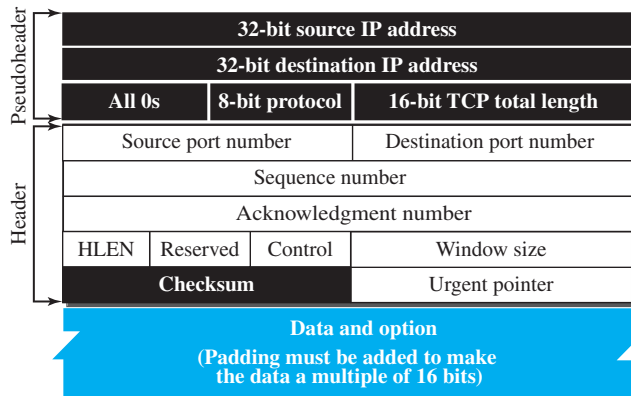 Pseudoheader
32-bit source IP address
32-bit destination IP address
All 0s 8-bit protocol 16-bit TCP total length
Header
Source port number Destination port number
Sequence number
Acknowledgment number
HLEN Reserved Control Window size
Checksum Urgent pointer
Data and option
(Padding must be added to make
the data a multiple of 16 bits)